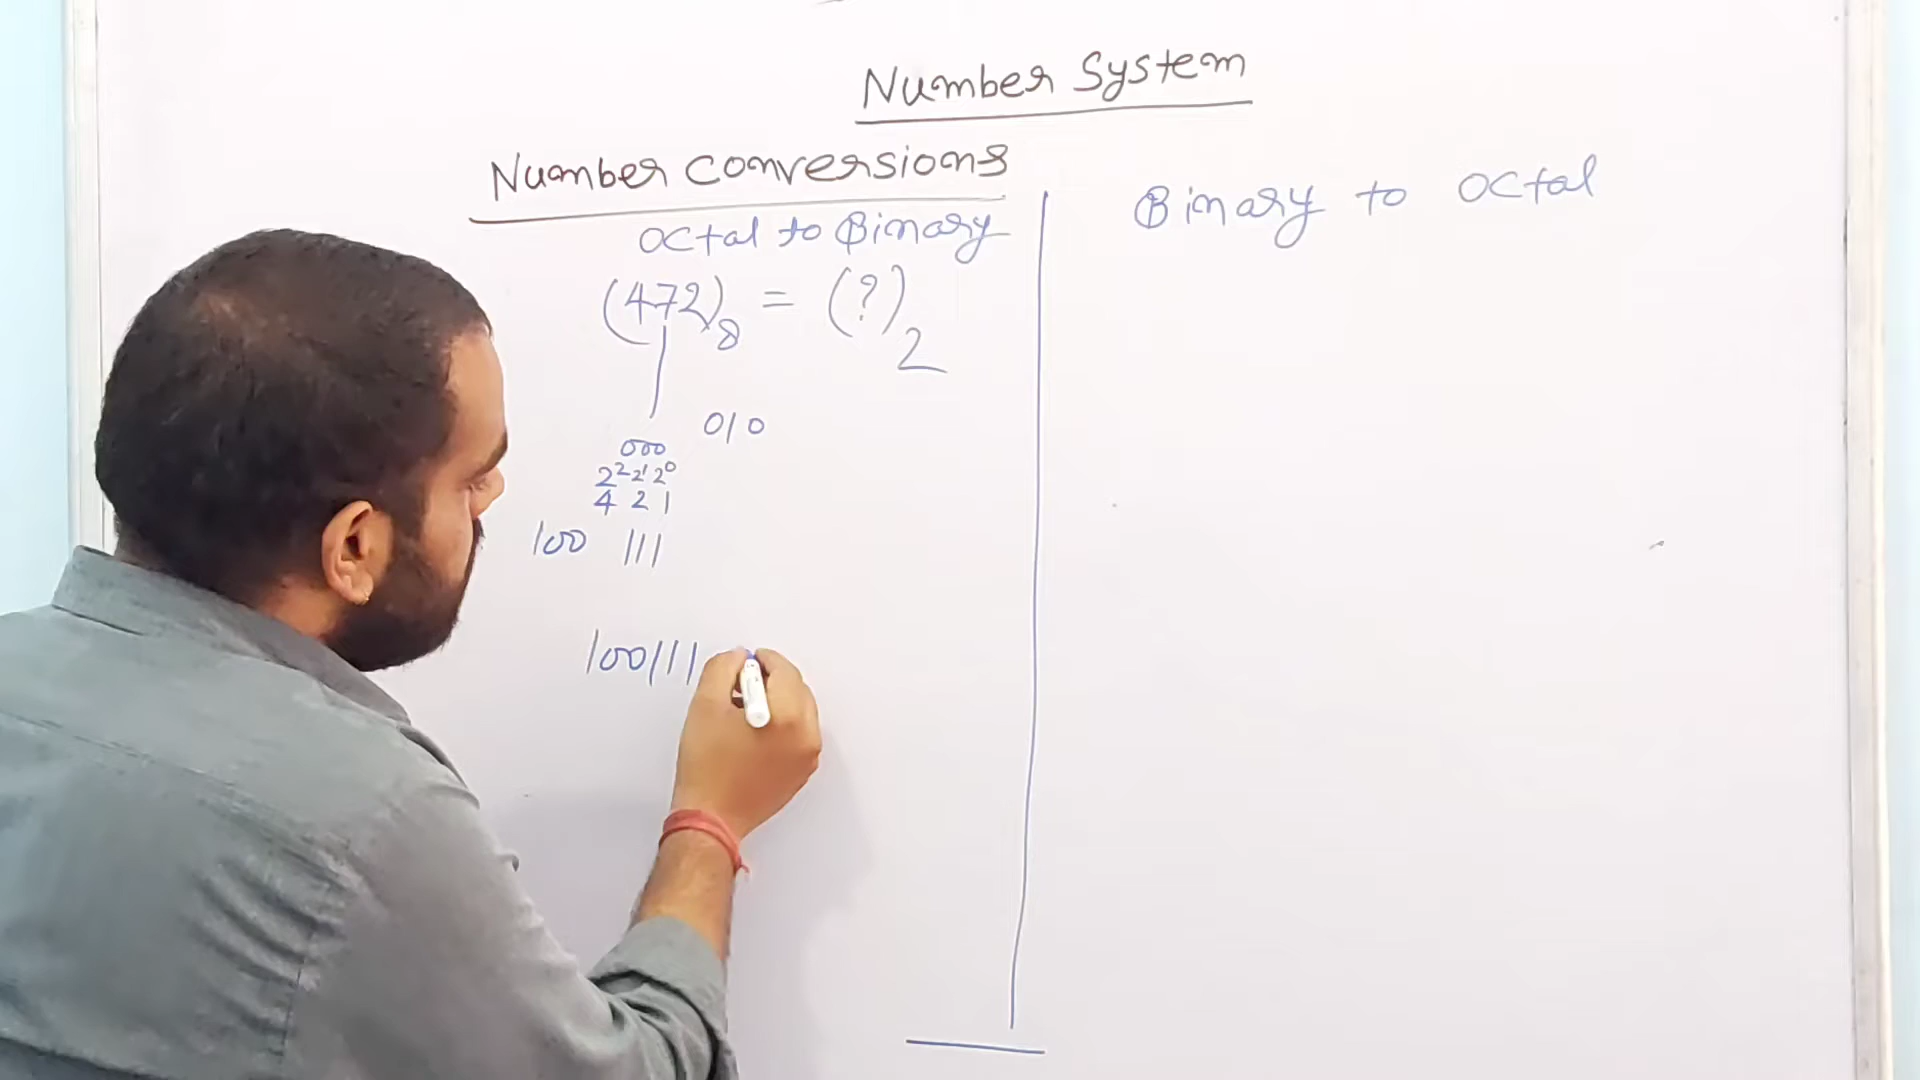 Number System
Number Conversions
Octal to Binary
(472)₈ = (?)₂
010
000
2² 2¹ 2⁰
4 2 1
100 111
100111
Binary to Octal